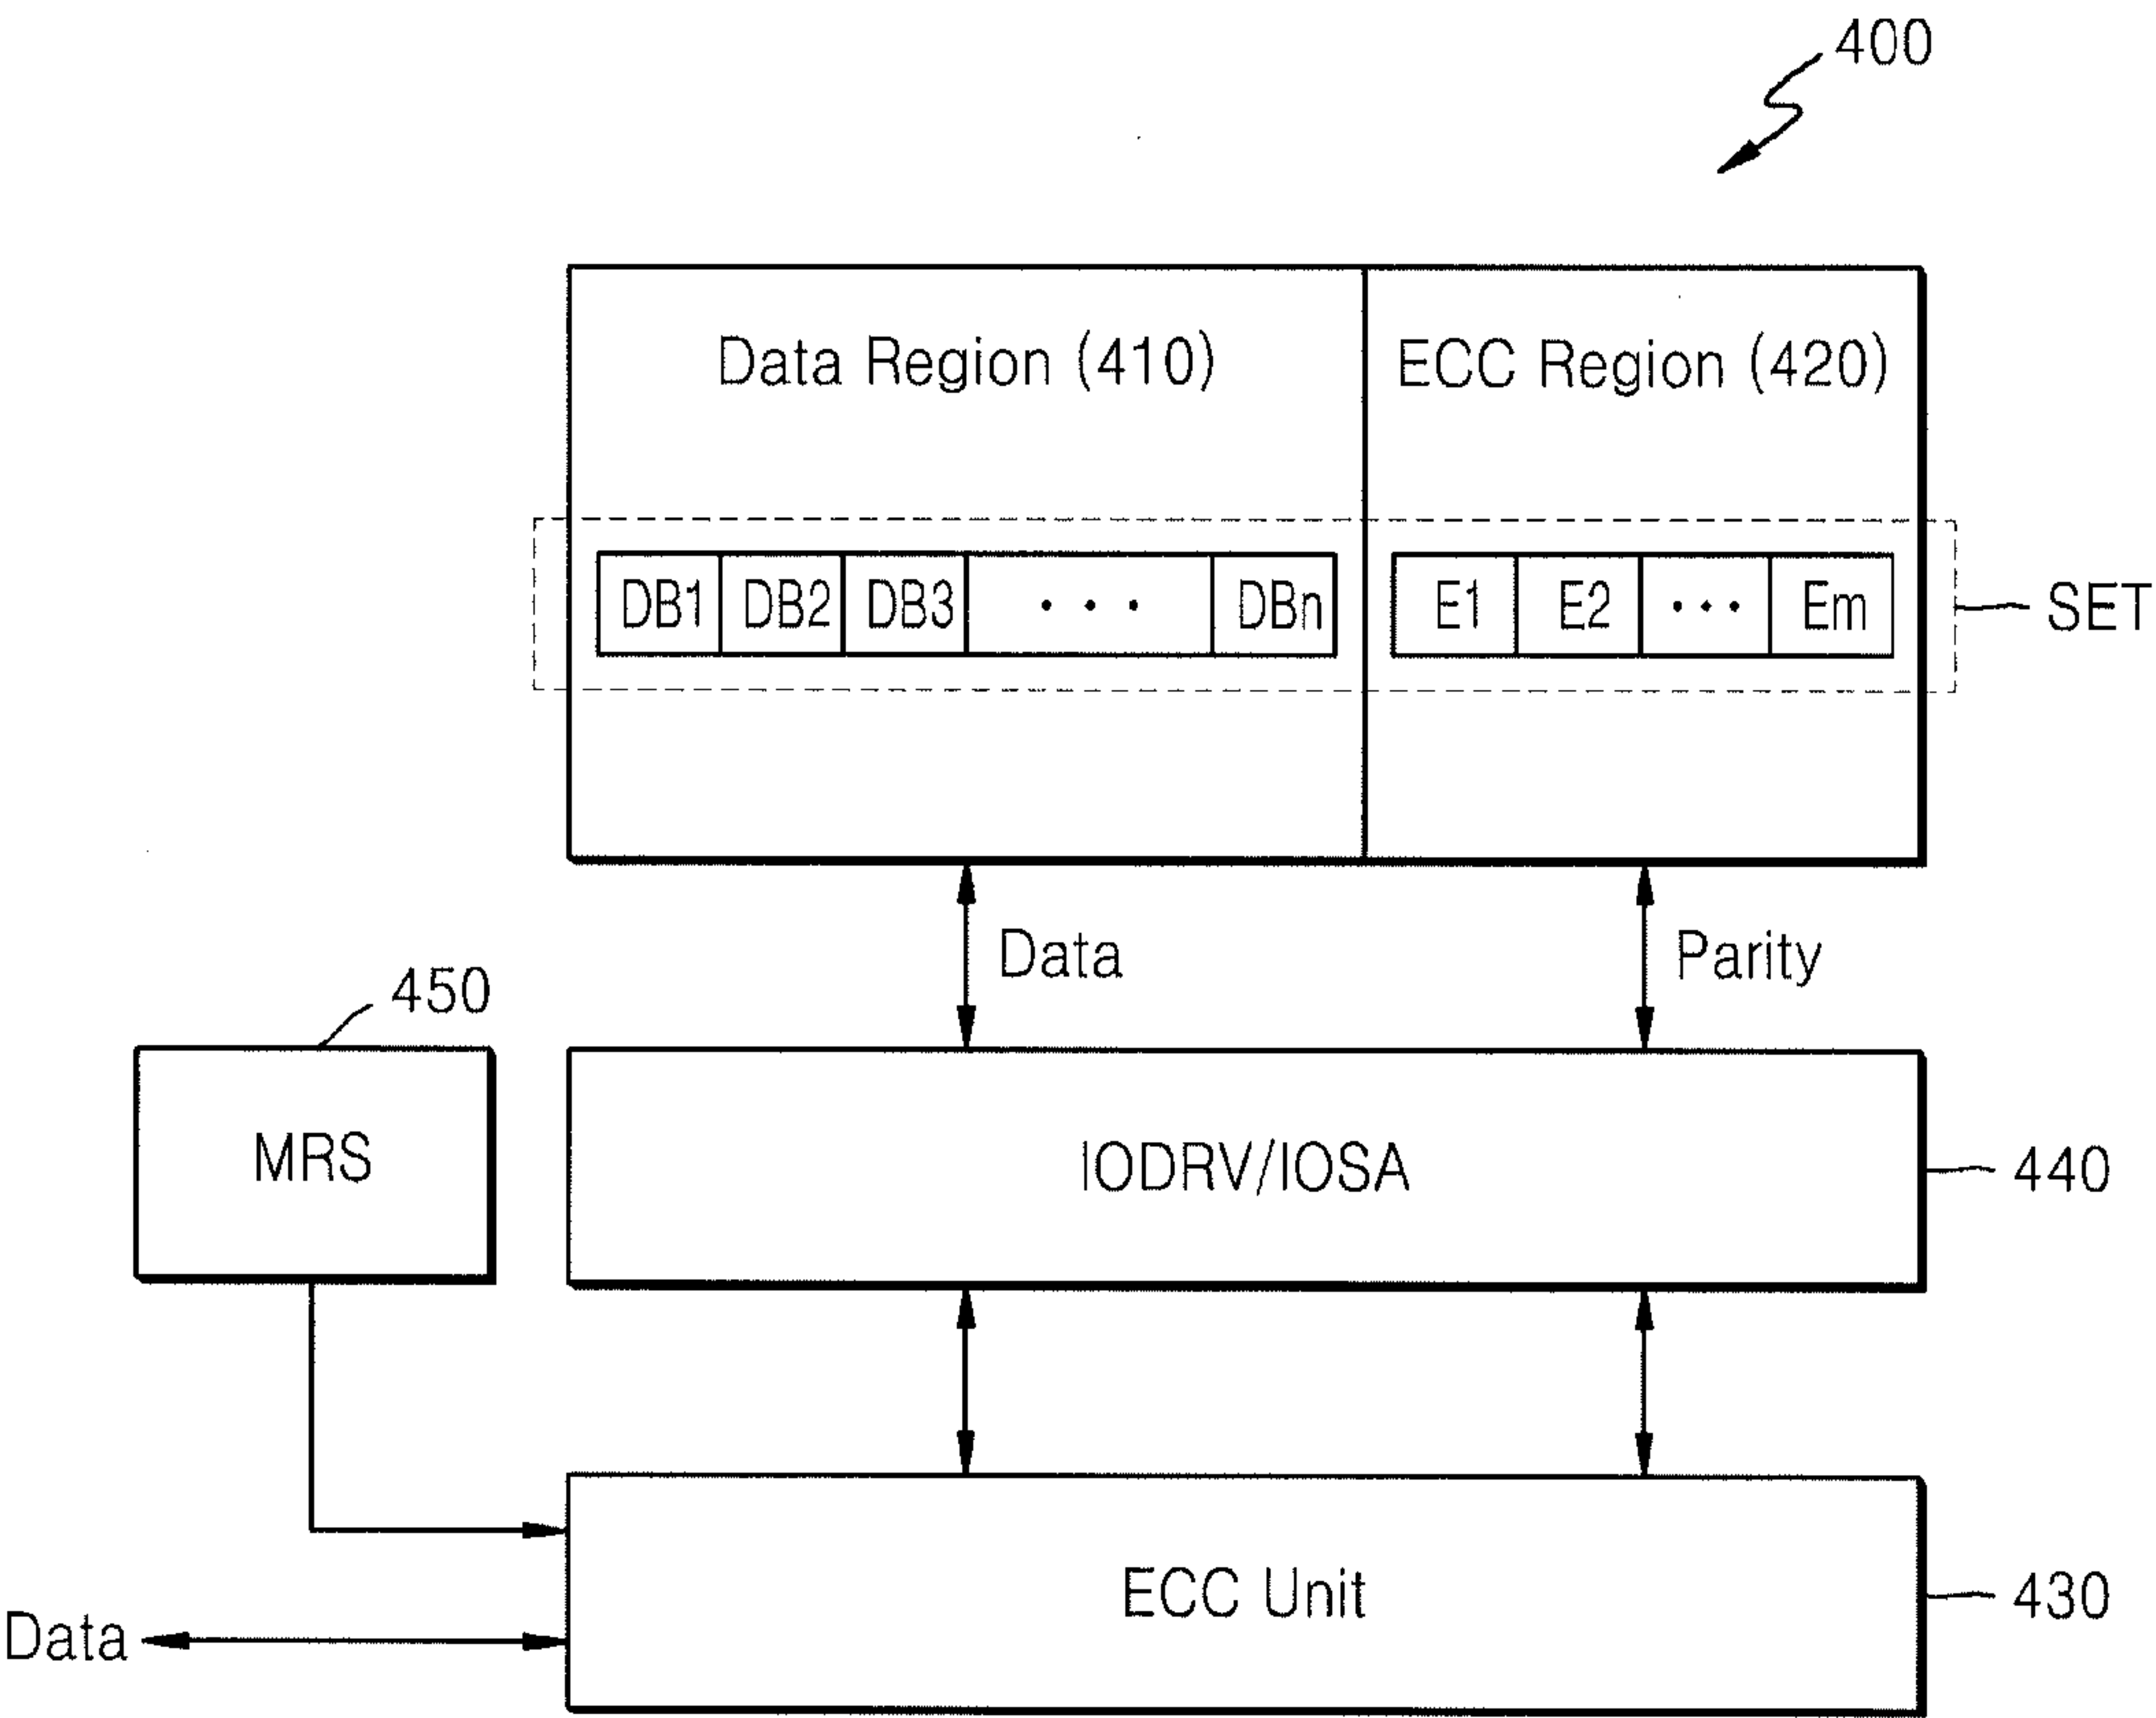 400
Data Region (410) ECC Region (420)
DB1 DB2 DB3 ... DBn E1 E2 ... Em SET
Data Parity
450
MRS IODRV/IOSA 440
ECC Unit 430
Data